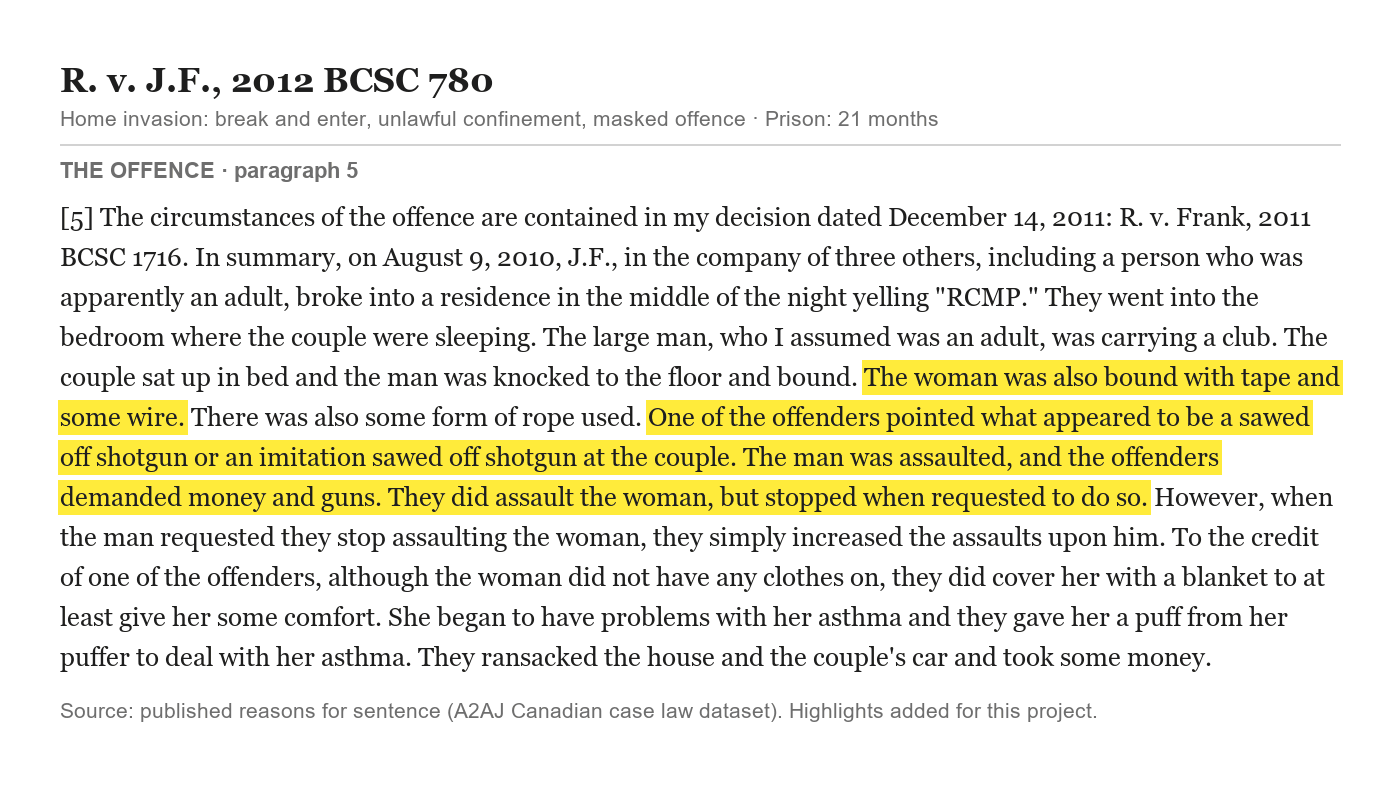 R. v. J.F., 2012 BCSC 780
Home invasion: break and enter, unlawful confinement, masked offence · Prison: 21 months
THE OFFENCE · paragraph 5
[5] The circumstances of the offence are contained in my decision dated December 14, 2011: R. v. Frank, 2011
BCSC 1716. In summary, on August 9, 2010, J.F., in the company of three others, including a person who was
apparently an adult, broke into a residence in the middle of the night yelling "RCMP." They went into the
bedroom where the couple were sleeping. The large man, who I assumed was an adult, was carrying a club. The
couple sat up in bed and the man was knocked to the floor and bound. The woman was also bound with tape and
some wire. There was also some form of rope used. One of the offenders pointed what appeared to be a sawed
off shotgun or an imitation sawed off shotgun at the couple. The man was assaulted, and the offenders
demanded money and guns. They did assault the woman, but stopped when requested to do so. However, when
the man requested they stop assaulting the woman, they simply increased the assaults upon him. To the credit
of one of the offenders, although the woman did not have any clothes on, they did cover her with a blanket to at
least give her some comfort. She began to have problems with her asthma and they gave her a puff from her
puffer to deal with her asthma. They ransacked the house and the couple's car and took some money.
Source: published reasons for sentence (A2AJ Canadian case law dataset). Highlights added for this project.